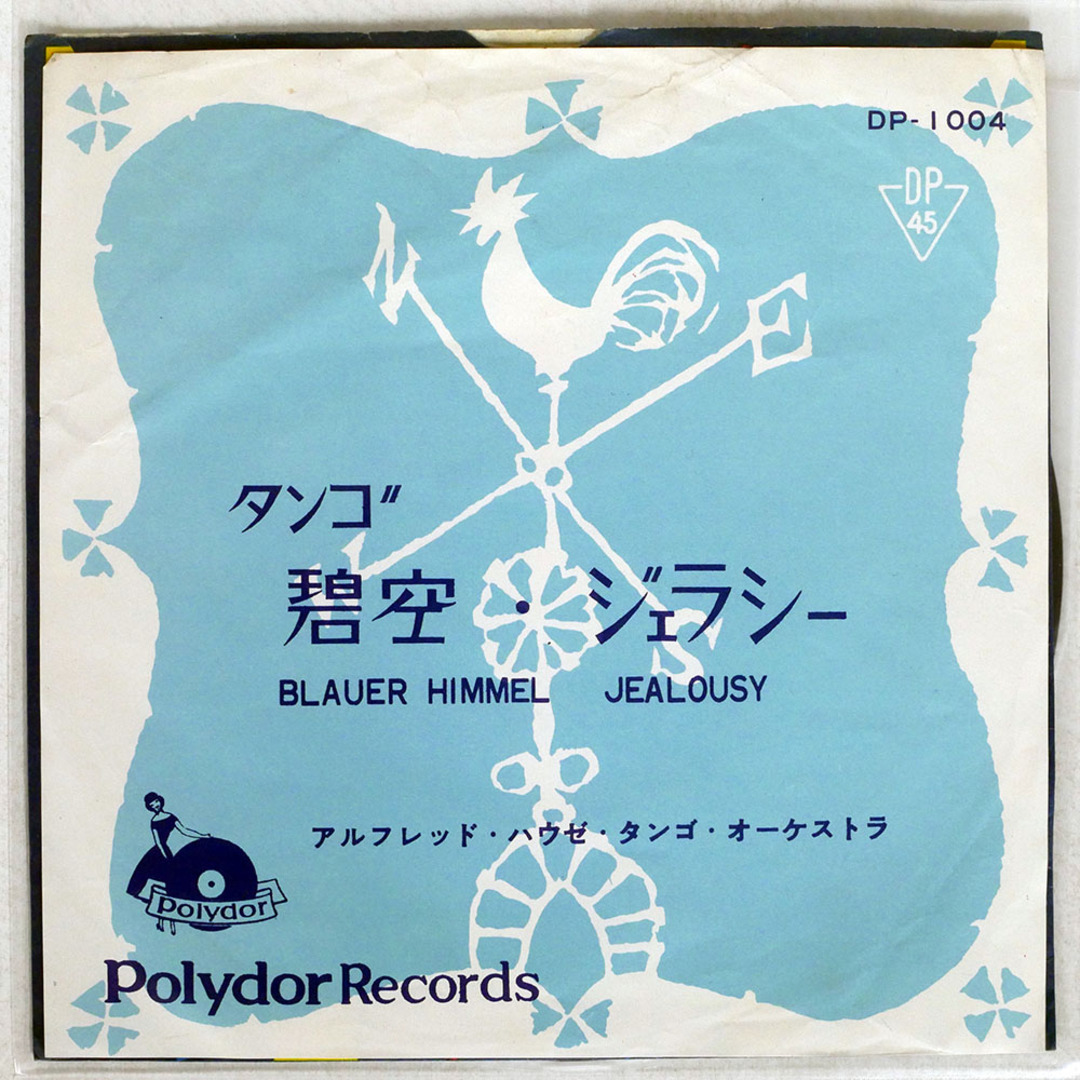 DP-1004
DP
45
N
E
タンゴ
碧空・ジェラシー
S
BLAUER HIMMEL JEALOUSY
アルフレッド・ハウゼ・タンゴ・オーケストラ
polydor
Polydor Records